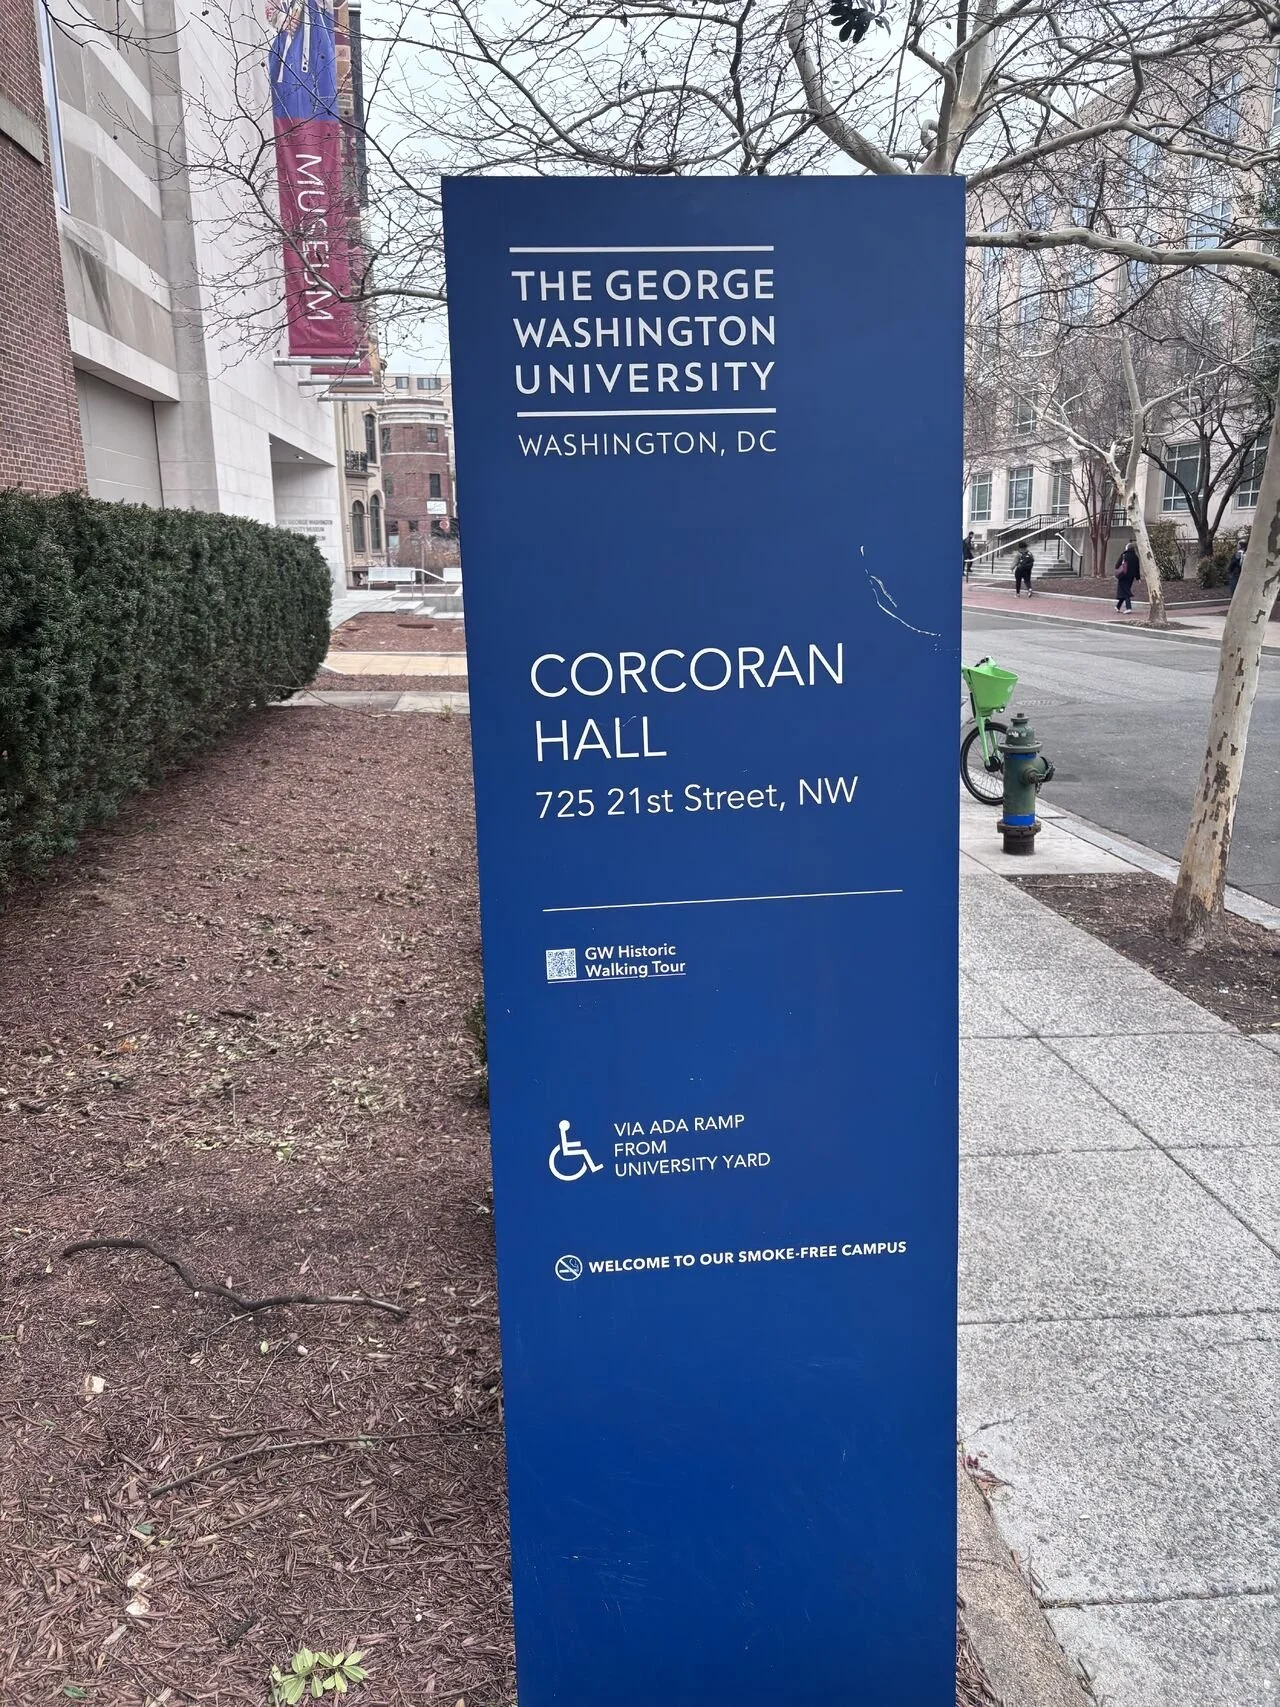 MUSEUM
THE GEORGE
WASHINGTON
UNIVERSITY
WASHINGTON, DC
CORCORAN
HALL
725 21st Street, NW
GW Historic
Walking Tour
VIA ADA RAMP
FROM
UNIVERSITY YARD
WELCOME TO OUR SMOKE-FREE CAMPUS